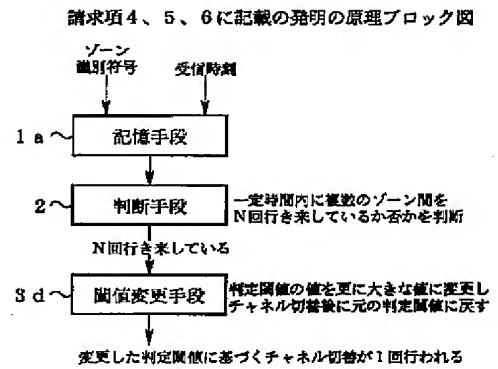 請求項4、5、6に記載の発明の原理ブロック図
ゾーン
識別符号
受信時刻
1a
記憶手段
2
判断手段
一定時間内に複数のゾーン間を
N回行き来しているか否かを判断
N回行き来している
3d
閾値変更手段
判定閾値の値を更に大きな値に変更し
チャネル切替後に元の判定閾値に戻す
変更した判定閾値に基づくチャネル切替が1回行われる